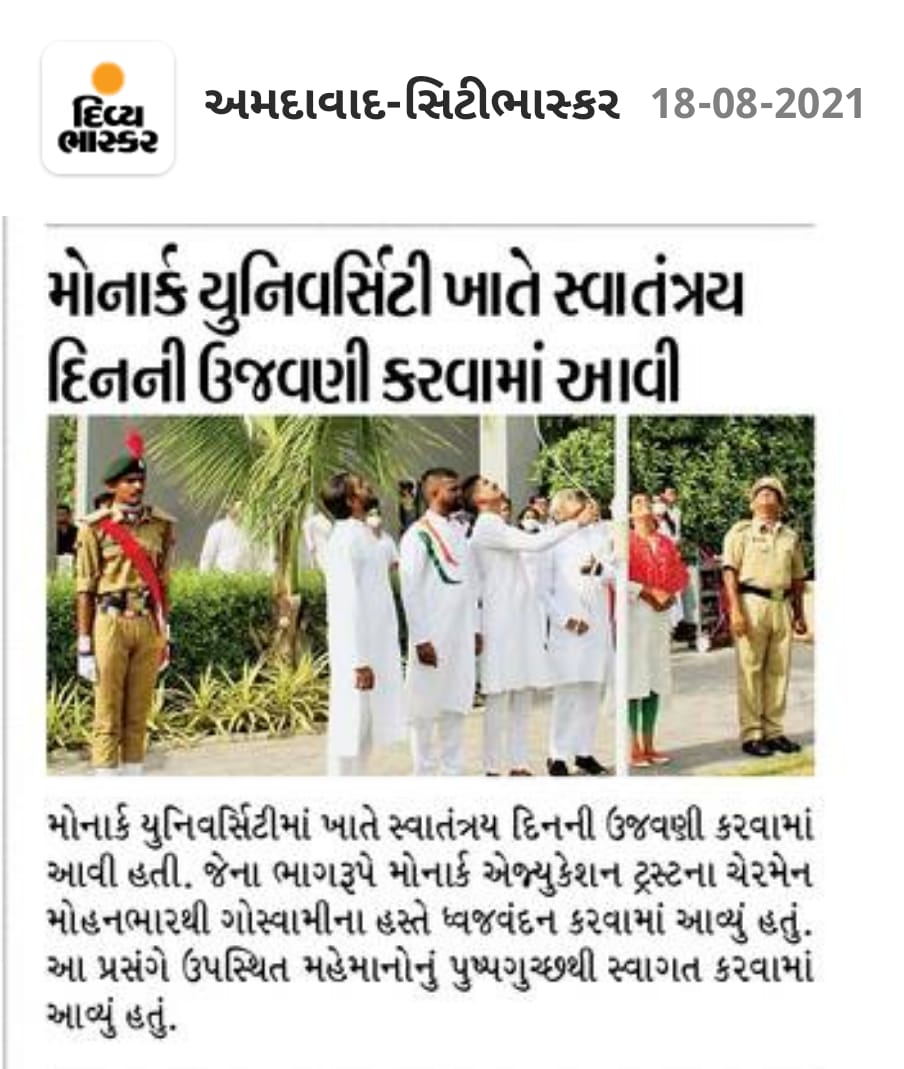 દિવ્ય
ભાસ્કર
અમદાવાદ-સિટીભાસ્કર 18-08-2021
મોનાર્ક યુનિવર્સિટી ખાતે સ્વાતંત્રય
દિનની ઉજવણી કરવામાં આવી
મોનાર્ક યુનિવર્સિટીમાં ખાતે સ્વાતંત્રય દિનની ઉજવણી કરવામાં
આવી હતી. જેના ભાગરૂપે મોનાર્ક એજ્યુકેશન ટ્રસ્ટના ચેરમેન
મોહનભારથી ગોસ્વામીના હસ્તે ધ્વજવંદન કરવામાં આવ્યું હતું.
આ પ્રસંગે ઉપસ્થિત મહેમાનોનું પુષ્પગુચ્છથી સ્વાગત કરવામાં
આવ્યું હતું.